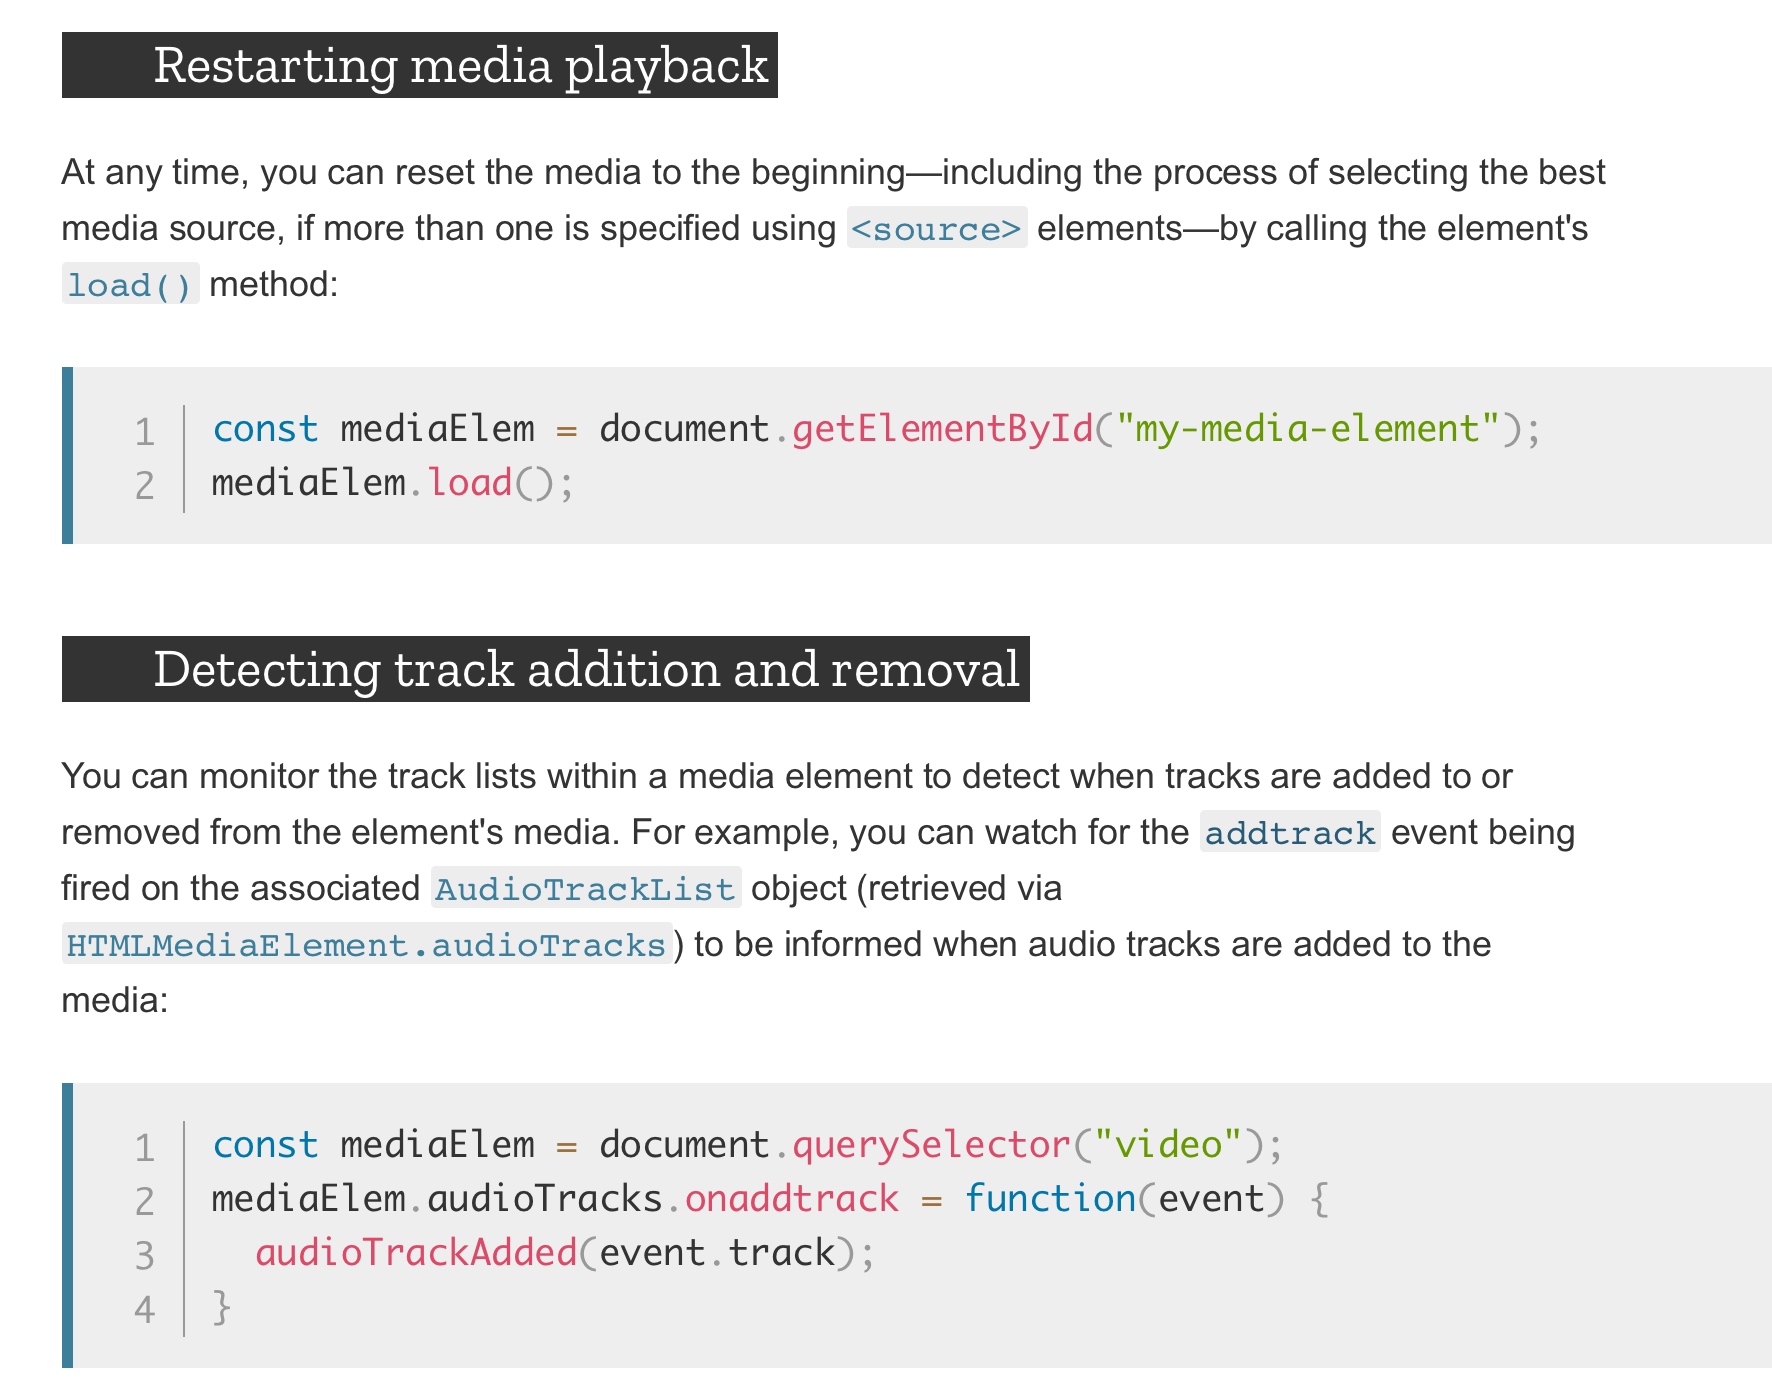 Restarting media playback
At any time, you can reset the media to the beginning—including the process of selecting the best
media source, if more than one is specified using <source> elements—by calling the element's
load() method:
1 const mediaElem = document.getElementById("my-media-element");
2 mediaElem.load();
Detecting track addition and removal
You can monitor the track lists within a media element to detect when tracks are added to or
removed from the element's media. For example, you can watch for the addtrack event being
fired on the associated AudioTrackList object (retrieved via
HTMLMediaElement.audioTracks) to be informed when audio tracks are added to the
media:
1 const mediaElem = document.querySelector("video");
2 mediaElem.audioTracks.onaddtrack = function(event) {
3   audioTrackAdded(event.track);
4 }